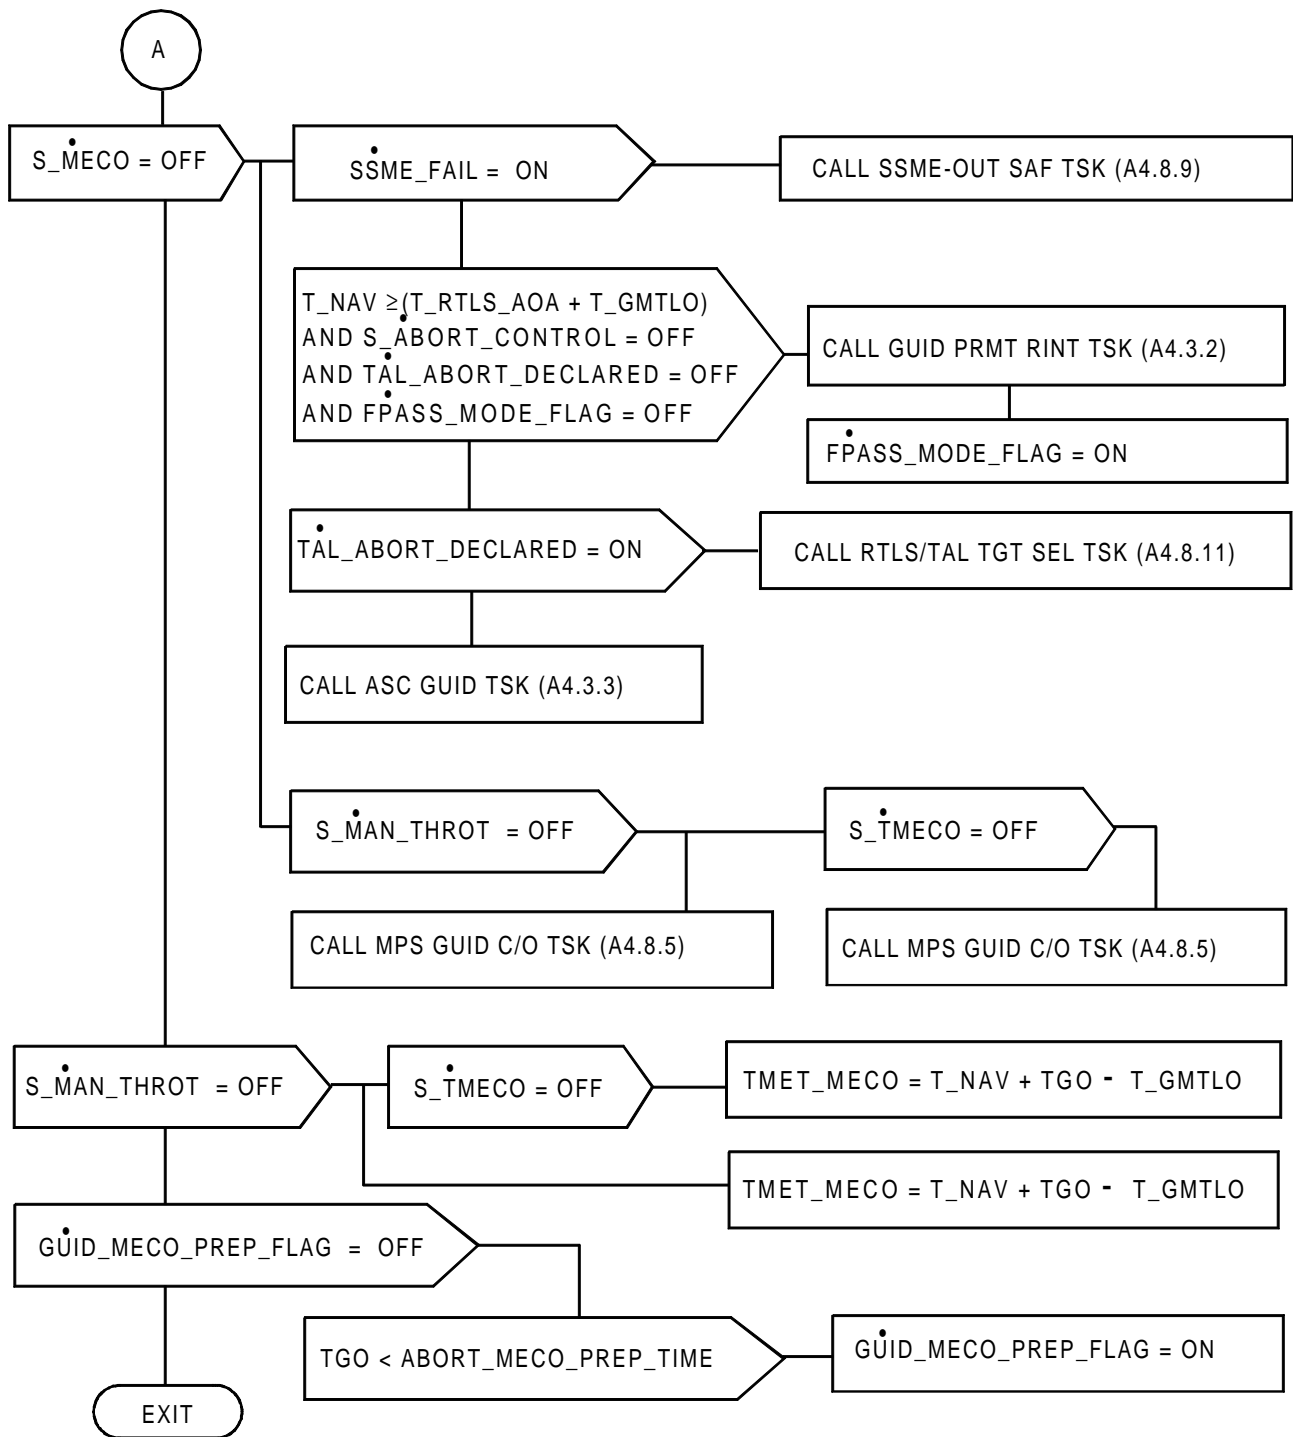 A
S_MECO = OFF
SSME_FAIL = ON
CALL SSME-OUT SAF TSK (A4.8.9)
T_NAV ≥(T_RTLS_AOA + T_GMTLO)
AND S_ABORT_CONTROL = OFF
AND TAL_ABORT_DECLARED = OFF
AND FPASS_MODE_FLAG = OFF
CALL GUID PRMT RINT TSK (A4.3.2)
FPASS_MODE_FLAG = ON
TAL_ABORT_DECLARED = ON
CALL RTLS/TAL TGT SEL TSK (A4.8.11)
CALL ASC GUID TSK (A4.3.3)
S_MAN_THROT = OFF
S_TMECO = OFF
CALL MPS GUID C/O TSK (A4.8.5)
CALL MPS GUID C/O TSK (A4.8.5)
S_MAN_THROT = OFF
S_TMECO = OFF
TMET_MECO = T_NAV + TGO - T_GMTLO
TMET_MECO = T_NAV + TGO - T_GMTLO
GUID_MECO_PREP_FLAG = OFF
TGO < ABORT_MECO_PREP_TIME
GUID_MECO_PREP_FLAG = ON
EXIT